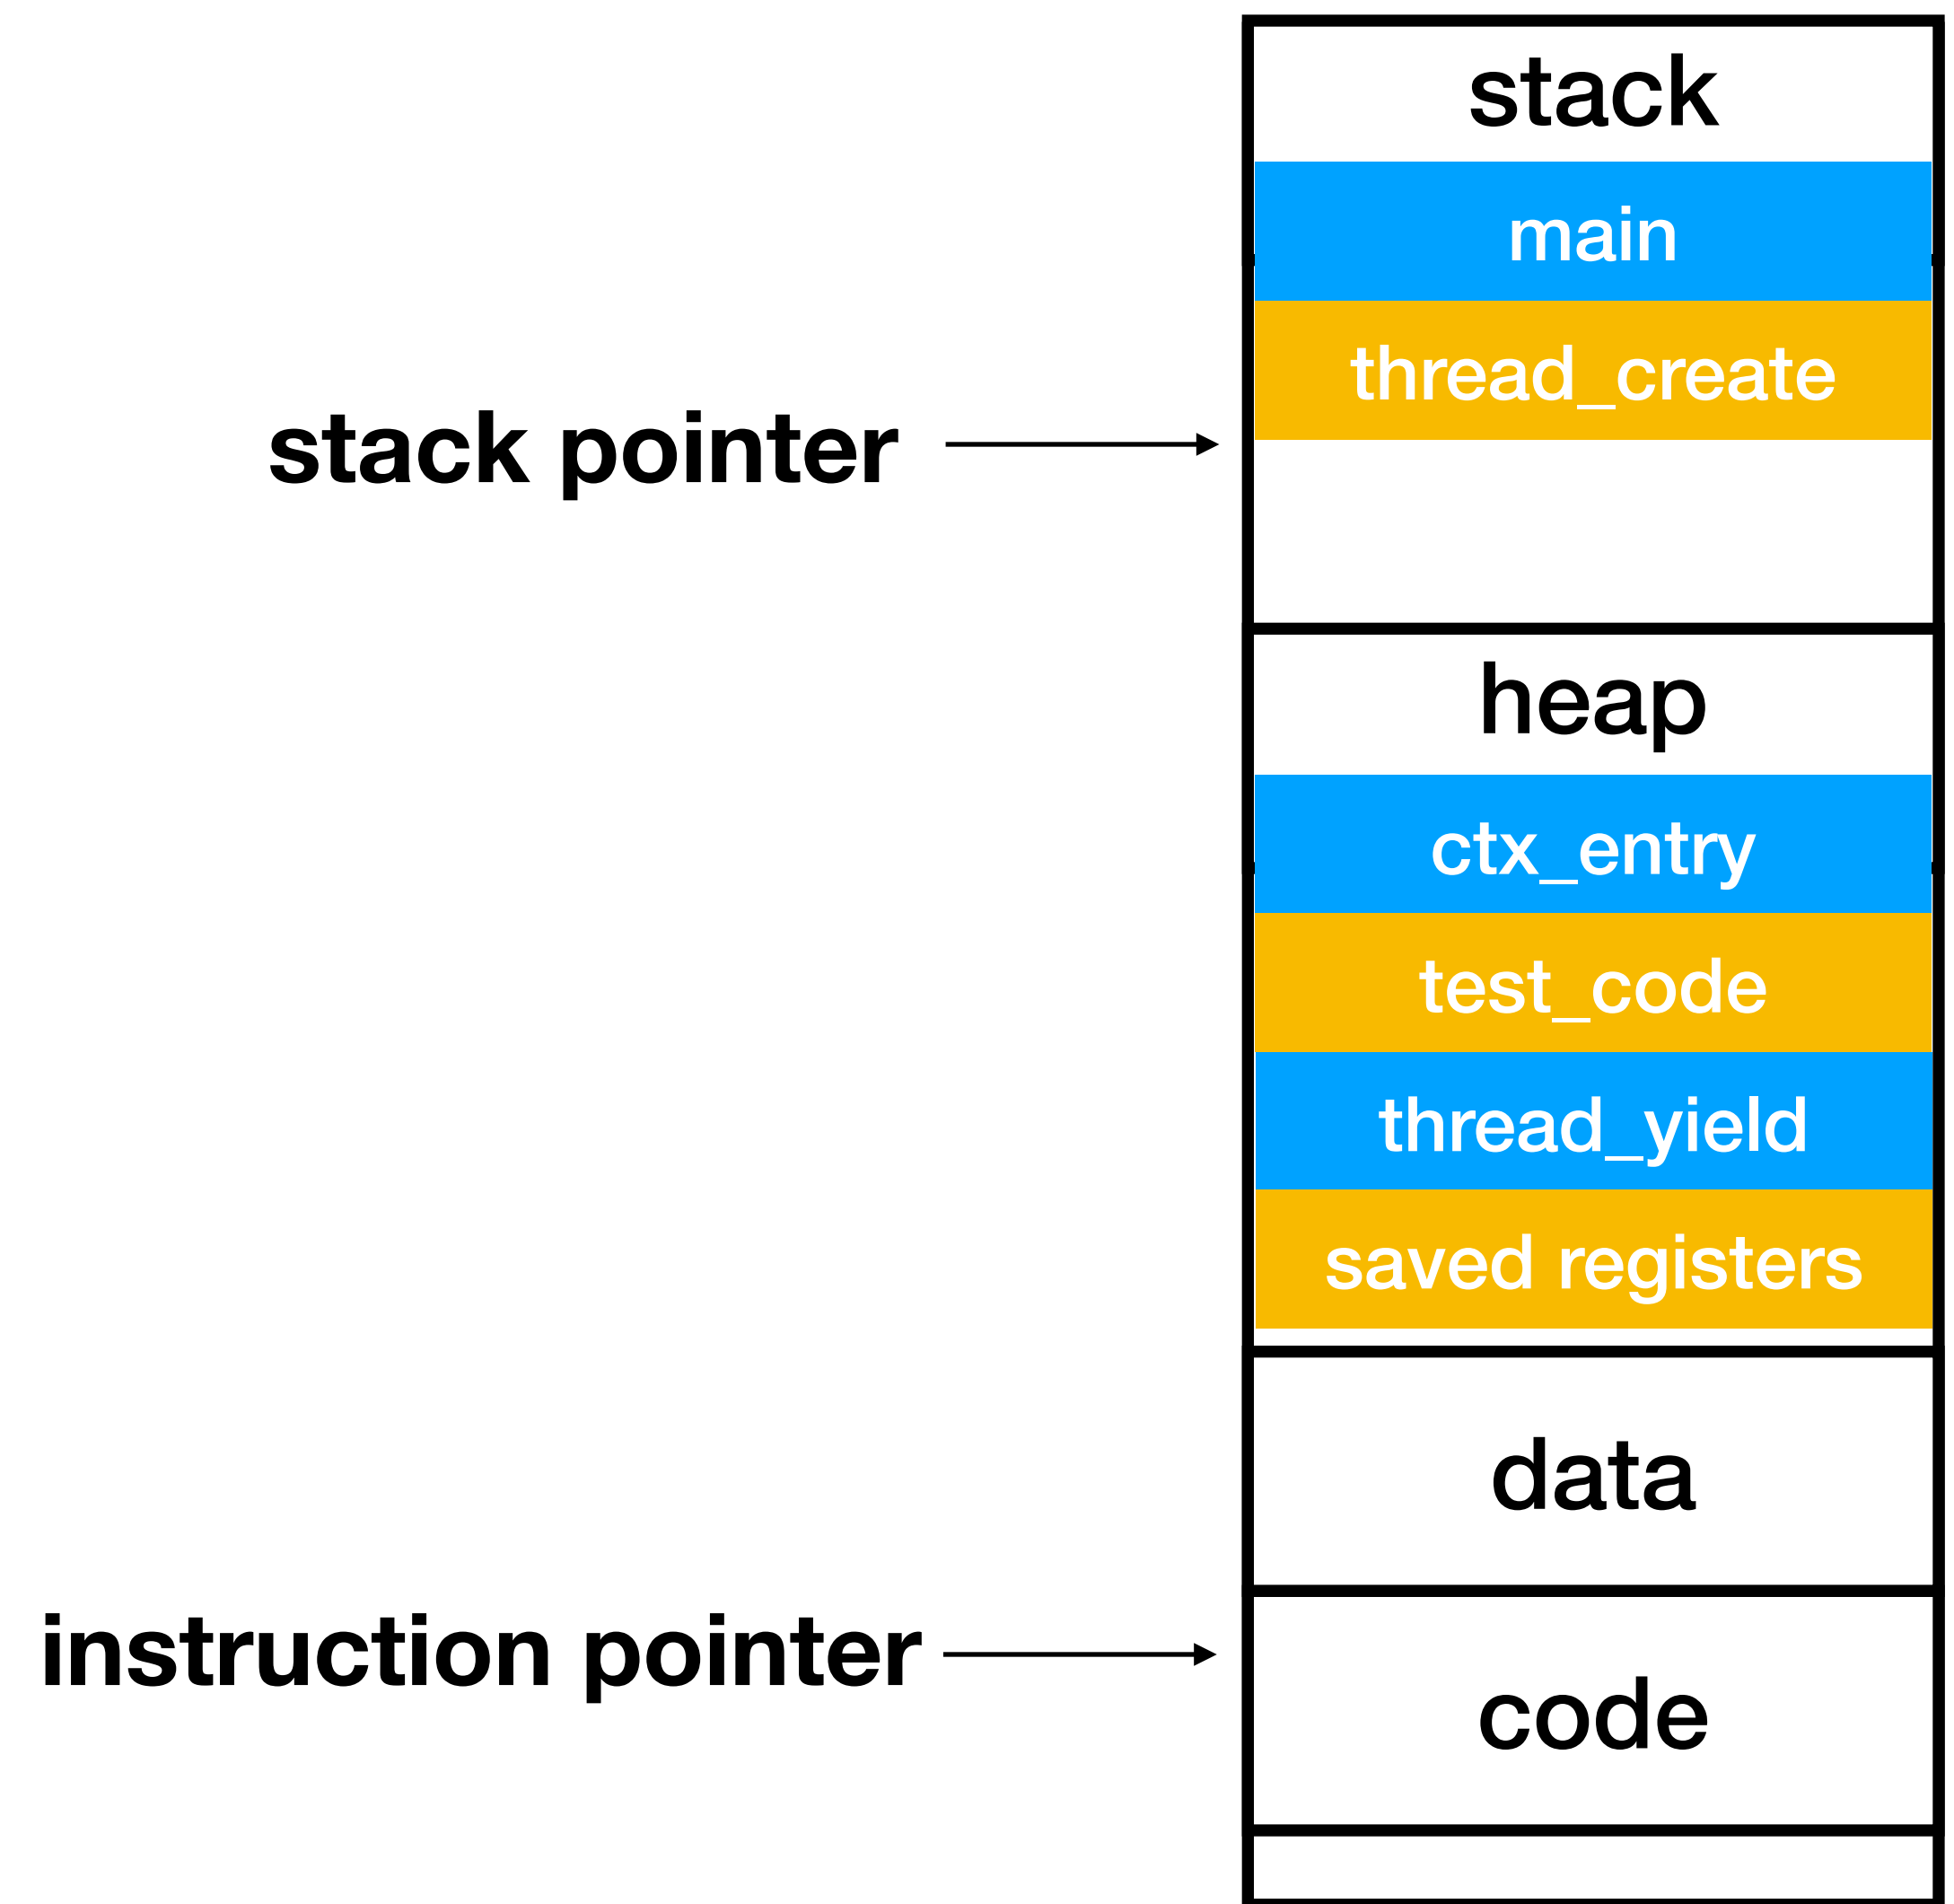 stack
main
thread_create
stack pointer
heap
ctx_entry
test_code
thread_yield
saved registers
data
instruction pointer
code